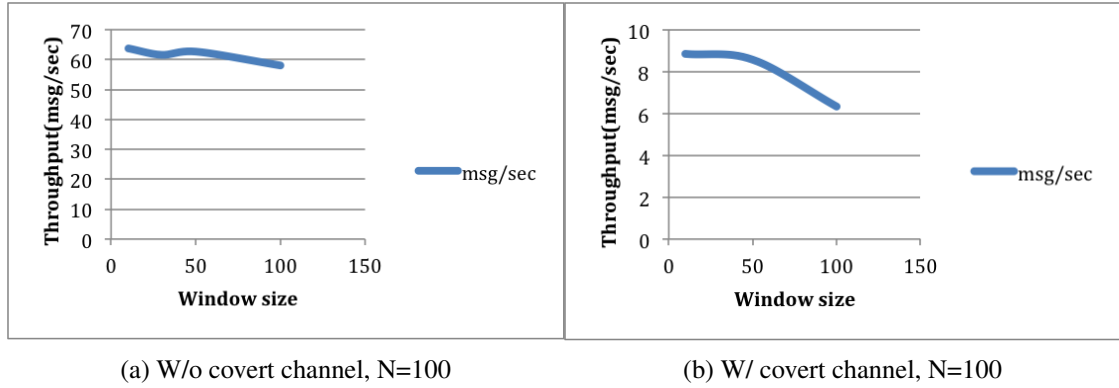 Throughput(msg/sec)
70
60
50
40
30
20
10
0
0 50 100 150
Window size
msg/sec
Throughput(msg/sec)
10
8
6
4
2
0
0 50 100 150
Window size
msg/sec
(a) W/o covert channel, N=100
(b) W/ covert channel, N=100